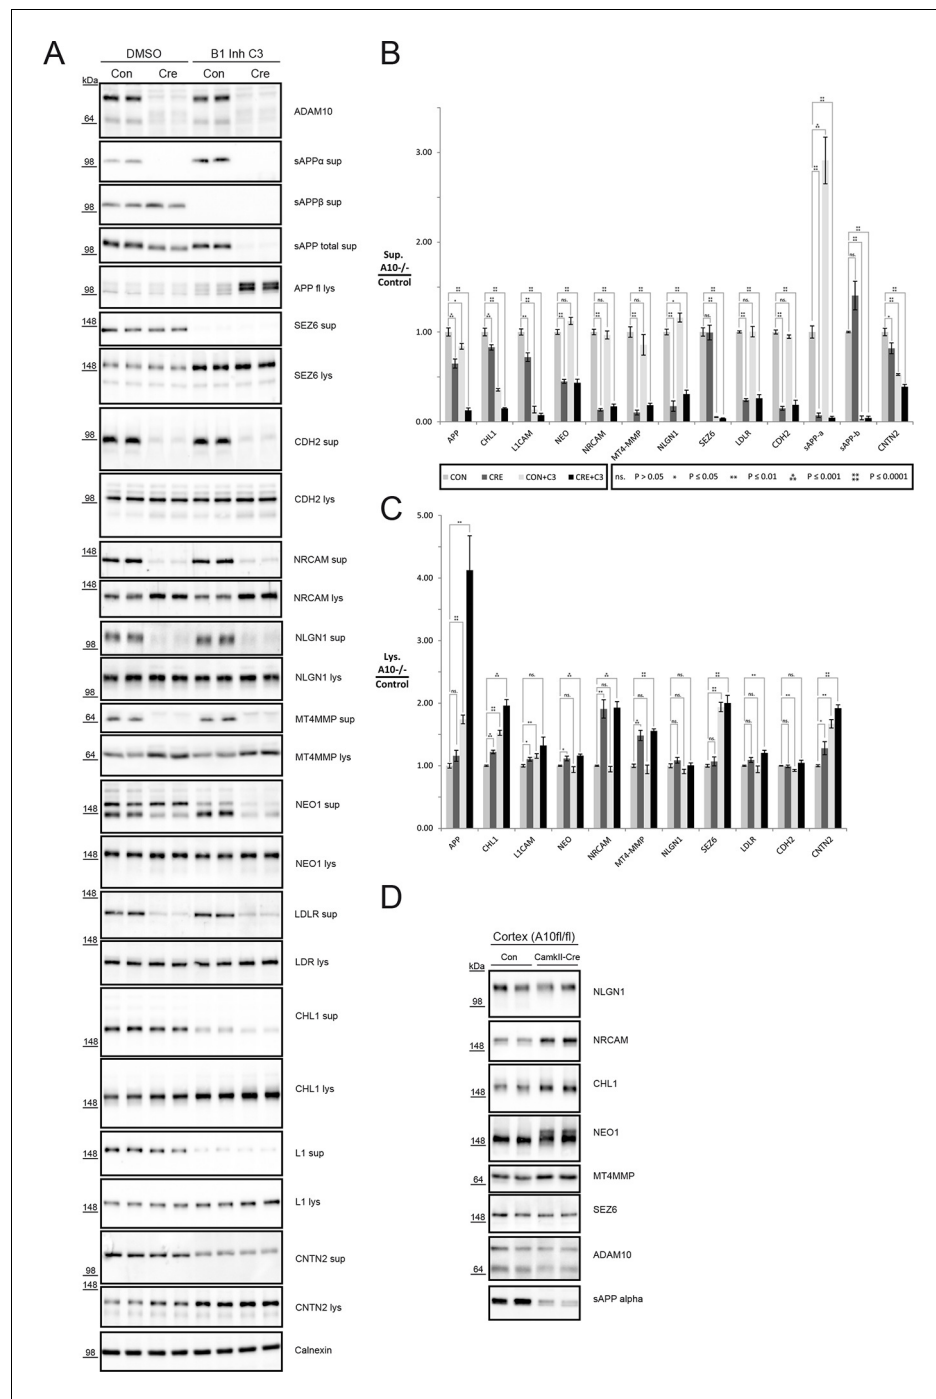 A
DMSO B1 Inh C3
Con Cre Con Cre
kDa
ADAM10
64
sAPPα sup
98
sAPPβ sup
98
sAPP total sup
98
APP fl lys
98
148
SEZ6 sup
148
SEZ6 lys
98
CDH2 sup
CDH2 lys
98
148
NRCAM sup
148
NRCAM lys
NLGN1 sup
98
NLGN1 lys
98
MT4MMP sup
64
MT4MMP lys
64
NEO1 sup
148
148
NEO1 lys
148
LDLR sup
148
LDR lys
CHL1 sup
148
CHL1 lys
148
L1 sup
148
L1 lys
148
CNTN2 sup
98
148
CNTN2 lys
Calnexin
98
B
3.00
2.00
1.00
0.00
Sup.
A10-/-
Control
APP CHL1 L1CAM NEO NRCAM MT4-MMP NLGN1 SEZ6 LDLR CDH2 sAPP-a sAPP-b CNTN2
CON CRE CON+C3 CRE+C3
ns. P > 0.05 * P ≤ 0.05 ** P ≤ 0.01 *** P ≤ 0.001 **** P ≤ 0.0001
C
5.00
4.00
3.00
2.00
1.00
0.00
Lys.
A10-/-
Control
APP CHL1 L1CAM NEO NRCAM MT4-MMP NLGN1 SEZ6 LDLR CDH2 CNTN2
D
Cortex (A10fl/fl)
kDa Con CamkII-Cre
NLGN1
98
NRCAM
148
CHL1
148
NEO1
148
MT4MMP
64
SEZ6
148
ADAM10
64
sAPP alpha
98